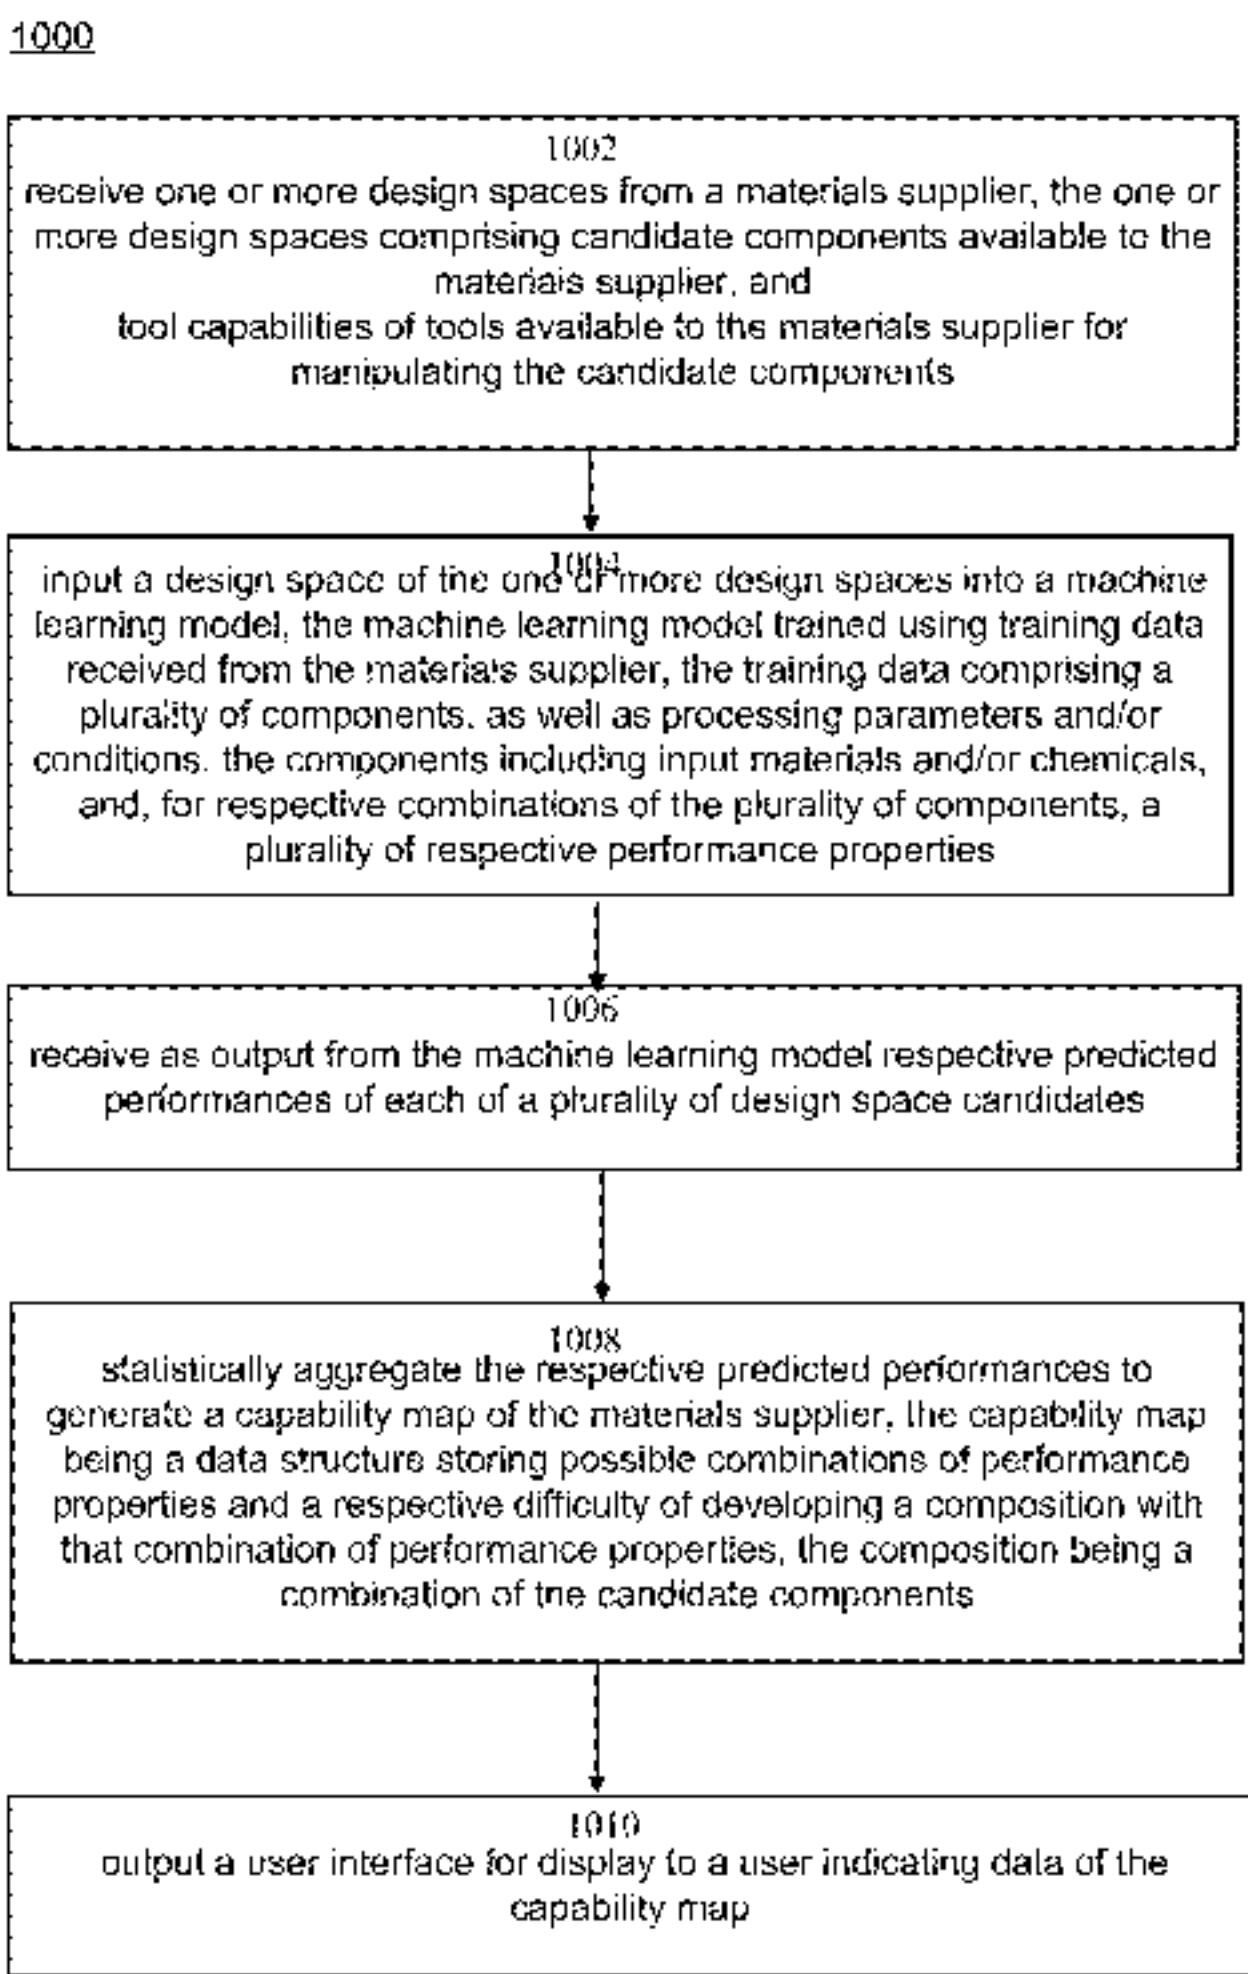 1000
1002
receive one or more design spaces from a materials supplier, the one or
more design spaces comprising candidate components available to the
materials supplier, and
tool capabilities of tools available to the materials supplier for
manipulating the candidate components
1004
input a design space of the one or more design spaces into a machine
learning model, the machine learning model trained using training data
received from the materials supplier, the training data comprising a
plurality of components. as well as processing parameters and/or
conditions. the components including input materials and/or chemicals,
and, for respective combinations of the plurality of components, a
plurality of respective performance properties
1006
receive as output from the machine learning model respective predicted
performances of each of a plurality of design space candidates
1008
statistically aggregate the respective predicted performances to
generate a capability map of the materials supplier, the capability map
being a data structure storing possible combinations of performance
properties and a respective difficulty of developing a composition with
that combination of performance properties, the composition being a
combination of the candidate components
1010
output a user interface for display to a user indicating data of the
capability map